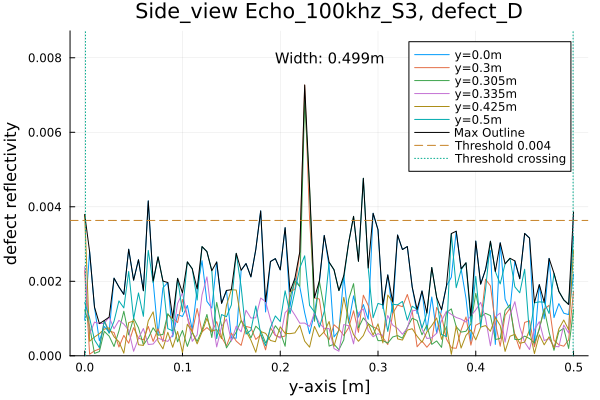 Side_view Echo_100khz_S3, defect_D
Width: 0.499m
y=0.0m
y=0.3m
y=0.305m
y=0.335m
y=0.425m
y=0.5m
Max Outline
Threshold 0.004
Threshold crossing
defect reflectivity
0.008
0.006
0.004
0.002
0.000
0.0
0.1
0.2
0.3
0.4
0.5
y-axis [m]